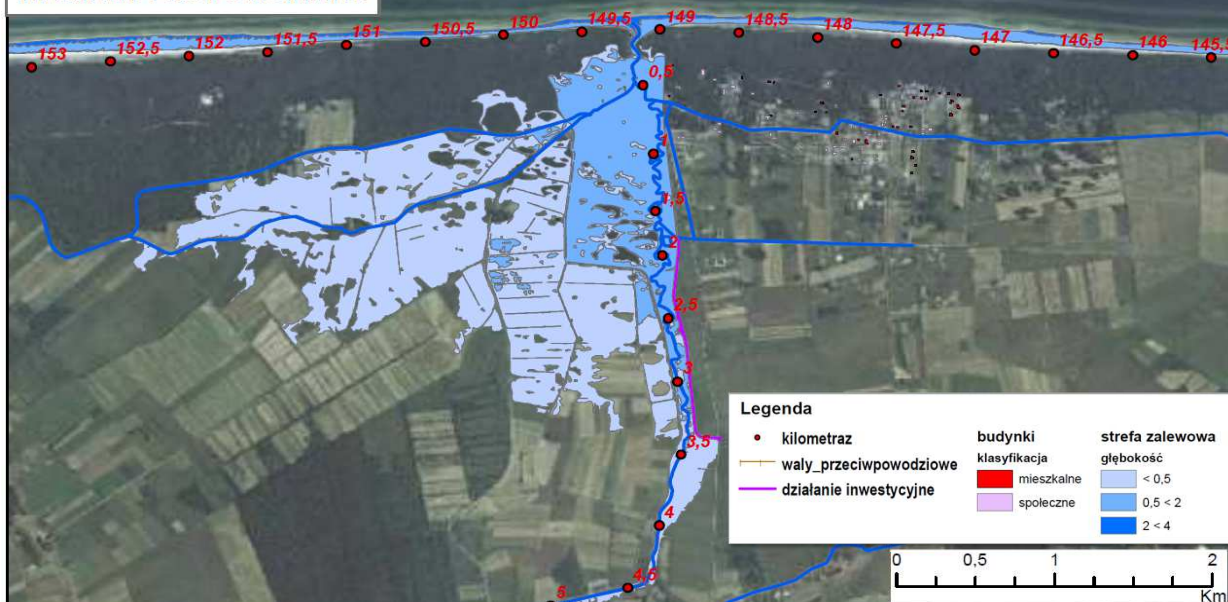 153
152,5
152
151,5
151
150,5
150
149,5
149
148,5
148
147,5
147
146,5
146
145,5
0,5
1
1,5
2
2,5
3
3,5
4
4,5
Legenda
kilometraz
waly_przeciwpowodziowe
działanie inwestycyjne
budynki
klasyfikacja
mieszkalne
społeczne
strefa zalewowa
głębokość
< 0,5
0,5 < 2
2 < 4
0 0,5 1 2
Km